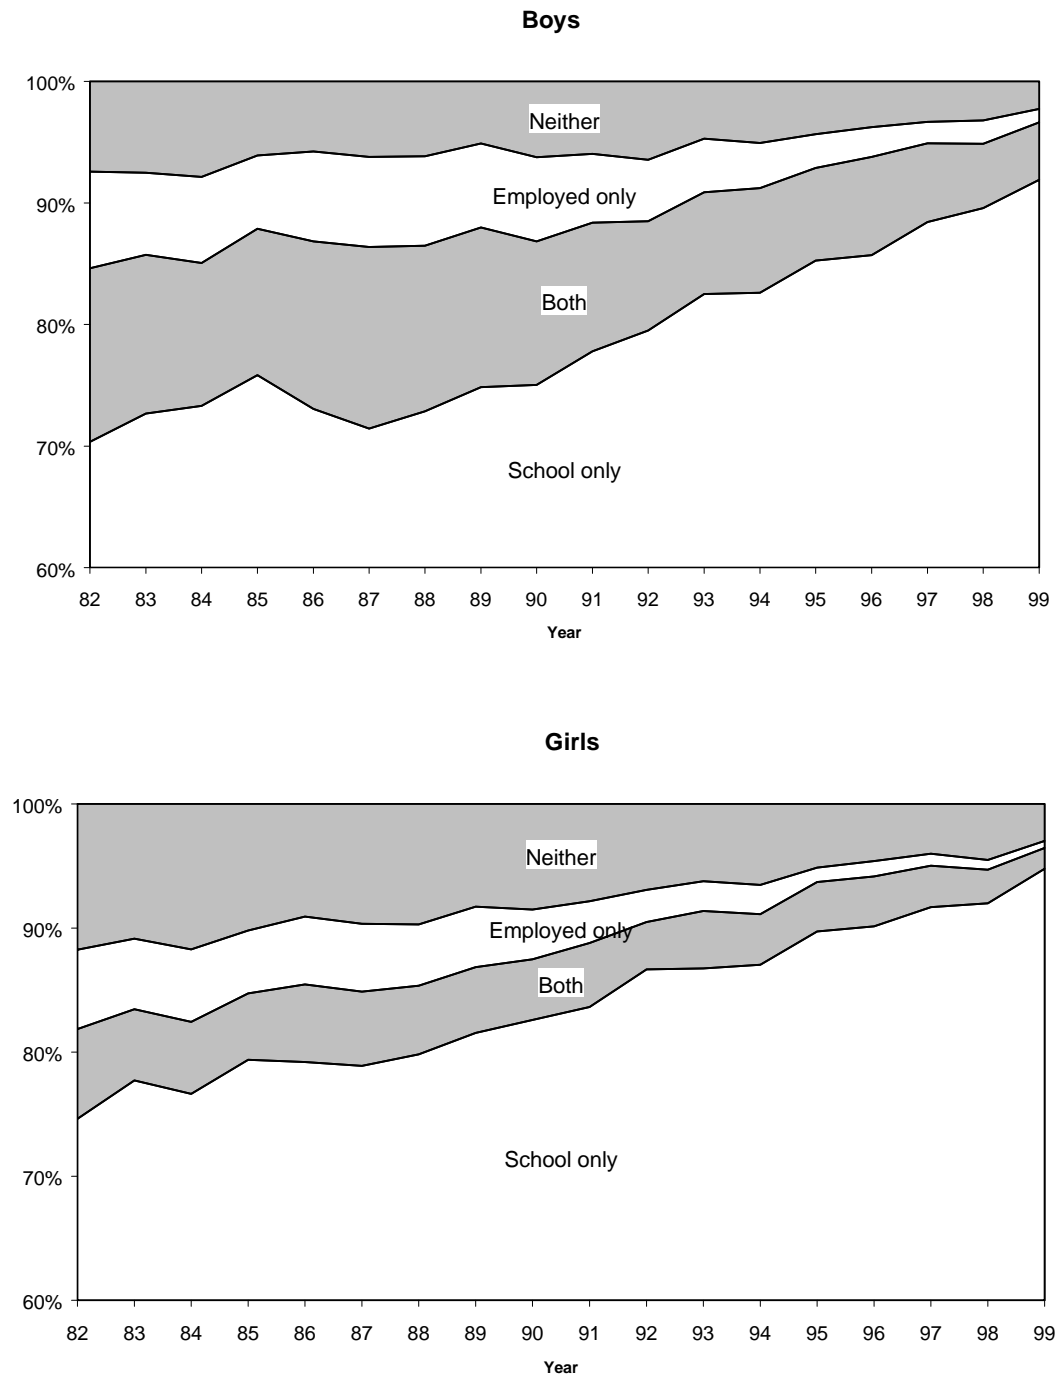 Boys
100%
Neither
Employed only
90%
Both
80%
70%
School only
60%
82 83 84 85 86 87 88 89 90 91 92 93 94 95 96 97 98 99
Year
Girls
100%
Neither
90%
Employed only
Both
80%
School only
70%
60%
82 83 84 85 86 87 88 89 90 91 92 93 94 95 96 97 98 99
Year